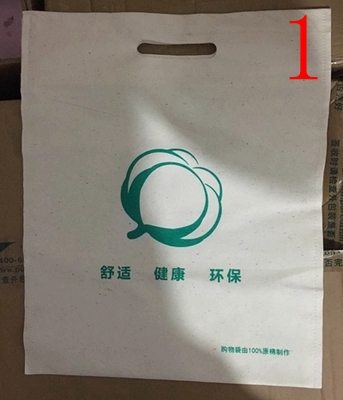 1
舒适 健康 环保
购物袋由100%原棉制作